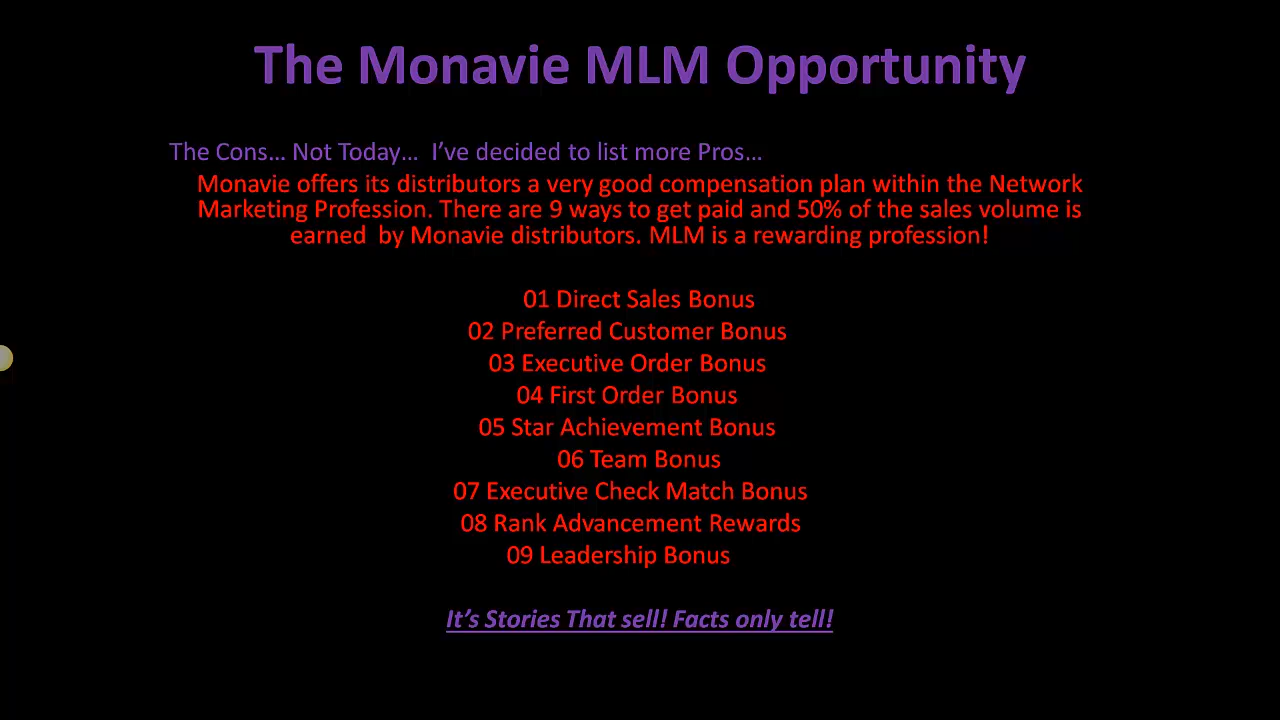 The Monavie MLM Opportunity
The Cons… Not Today…  I’ve decided to list more Pros…
Monavie offers its distributors a very good compensation plan within the Network
Marketing Profession. There are 9 ways to get paid and 50% of the sales volume is
earned  by Monavie distributors. MLM is a rewarding profession!
01 Direct Sales Bonus
02 Preferred Customer Bonus
03 Executive Order Bonus
04 First Order Bonus
05 Star Achievement Bonus
06 Team Bonus
07 Executive Check Match Bonus
08 Rank Advancement Rewards
09 Leadership Bonus
It’s Stories That sell! Facts only tell!